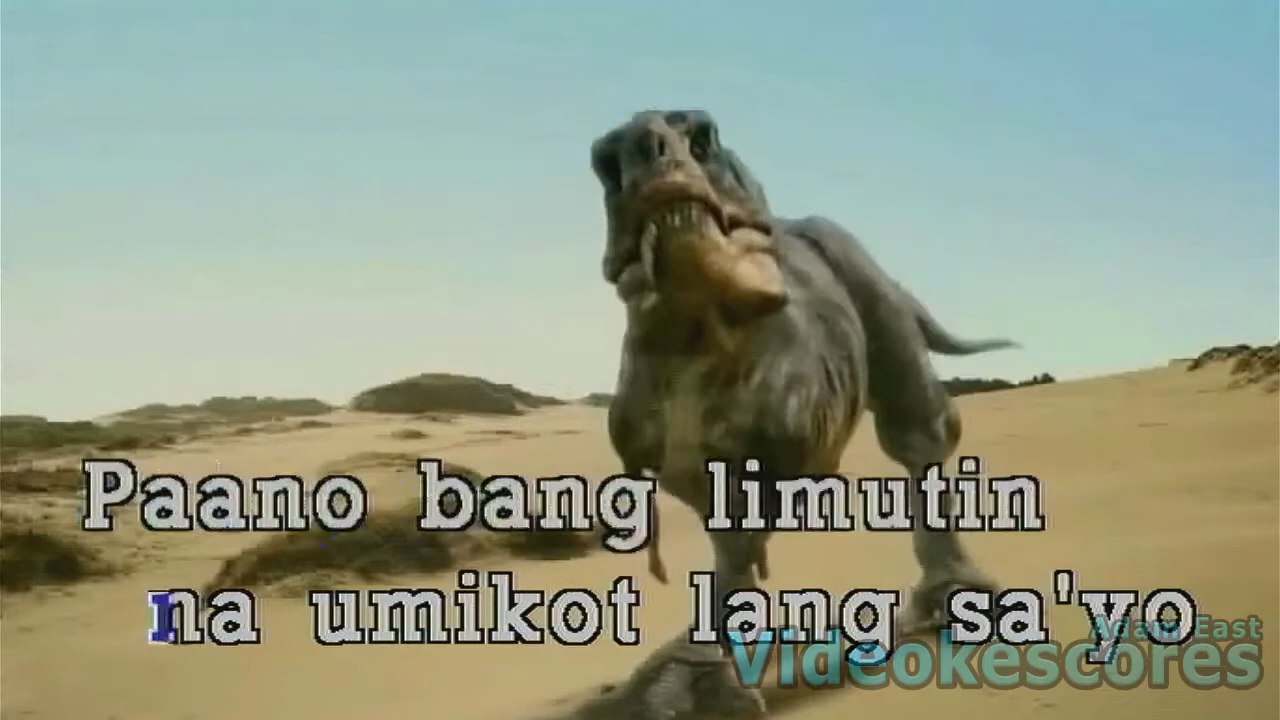 Paano bang limutin
na umikot lang sa'yo
Adam East
Videokescores